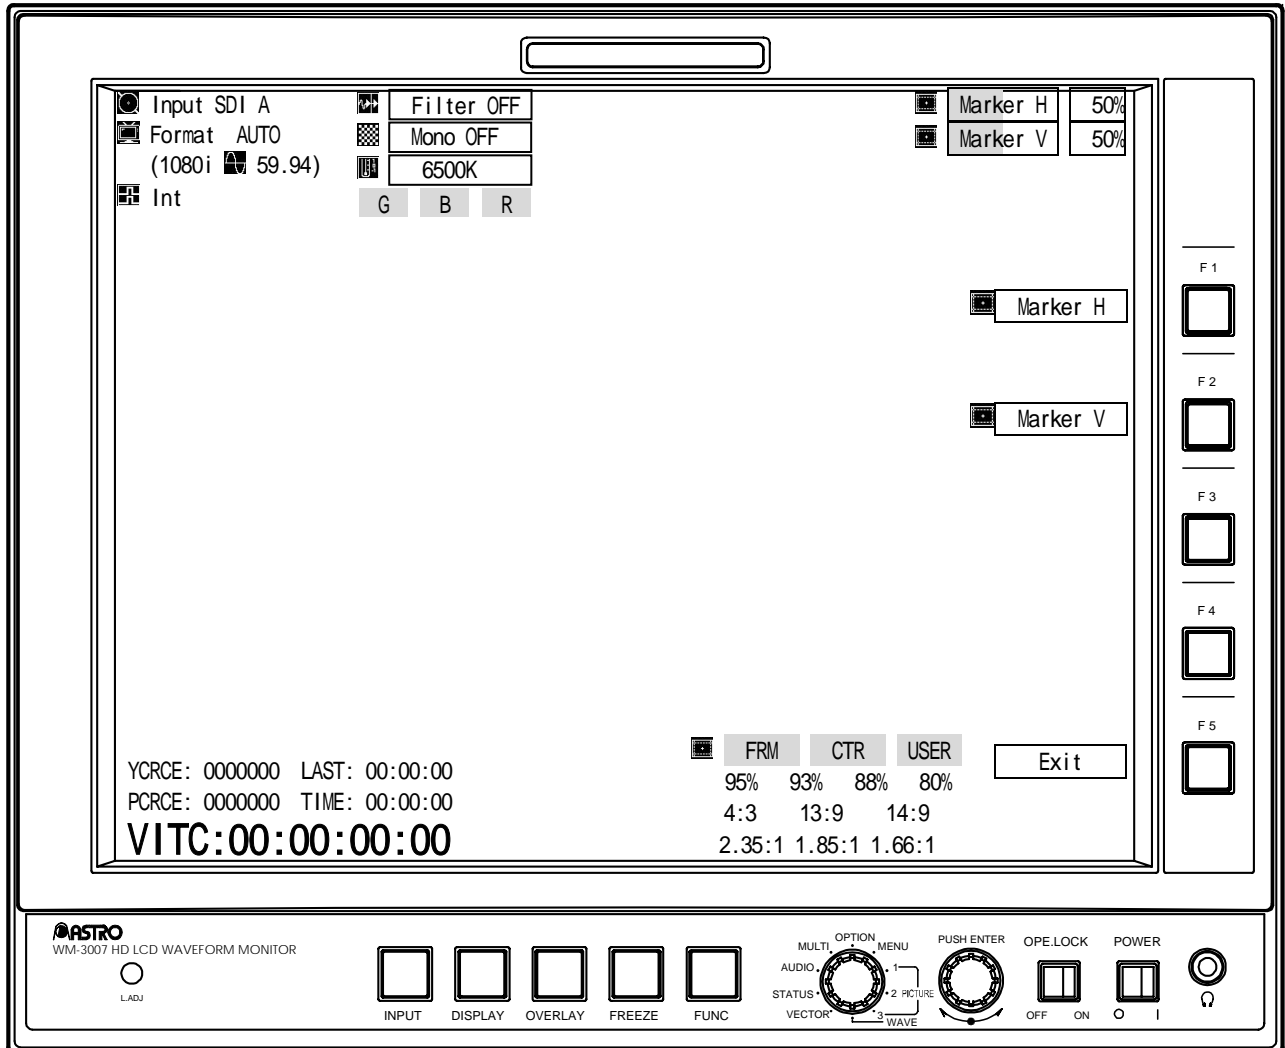 Input SDI A
Filter OFF
Marker H 50%
Format AUTO
Mono OFF
Marker V 50%
(1080i 59.94)
6500K
Int
G B R
F 1
Marker H
F 2
Marker V
F 3
F 4
F 5
FRM CTR USER
Exit
YCRCE: 0000000 LAST: 00:00:00
95% 93% 88% 80%
PCRCE: 0000000 TIME: 00:00:00
4:3 13:9 14:9
VITC:00:00:00:00
2.35:1 1.85:1 1.66:1
ASTRO
WM-3007 HD LCD WAVEFORM MONITOR
L.ADJ
INPUT DISPLAY OVERLAY FREEZE FUNC
OPTION
MULTI MENU
AUDIO 1
STATUS 2 PICTURE
VECTOR 3
WAVE
PUSH ENTER
OPE.LOCK
OFF ON
POWER
O I